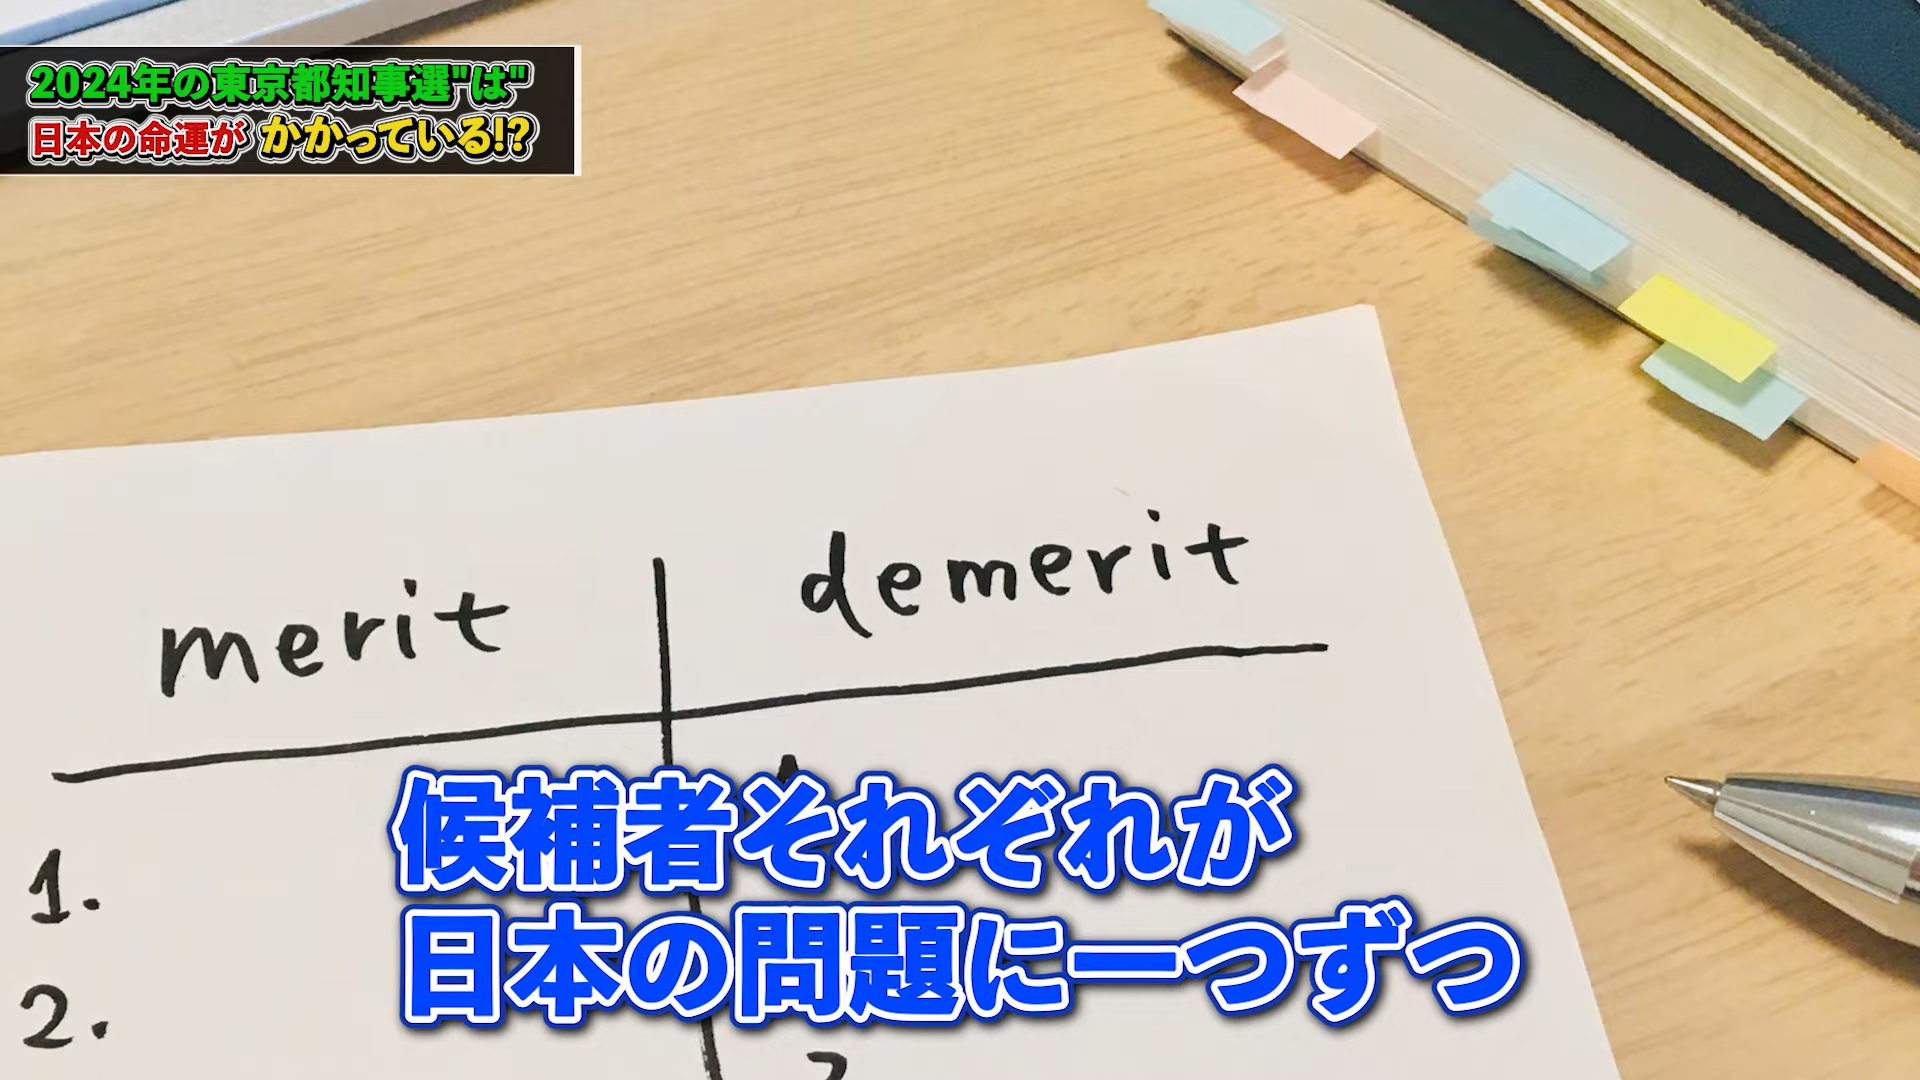 2024年の東京都知事選"は"
日本の命運が かかっている!?
merit
demerit
1.
2.
候補者それぞれが
日本の問題に一つずつ